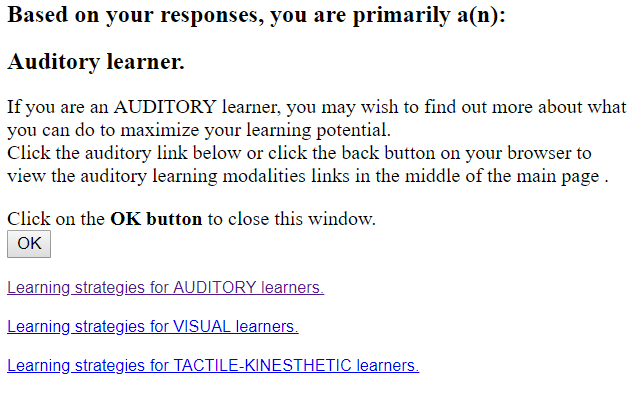 Based on your responses, you are primarily a(n):
Auditory learner.
If you are an AUDITORY learner, you may wish to find out more about what
you can do to maximize your learning potential.
Click the auditory link below or click the back button on your browser to
view the auditory learning modalities links in the middle of the main page .
Click on the OK button to close this window.
OK
Learning strategies for AUDITORY learners.
Learning strategies for VISUAL learners.
Learning strategies for TACTILE-KINESTHETIC learners.